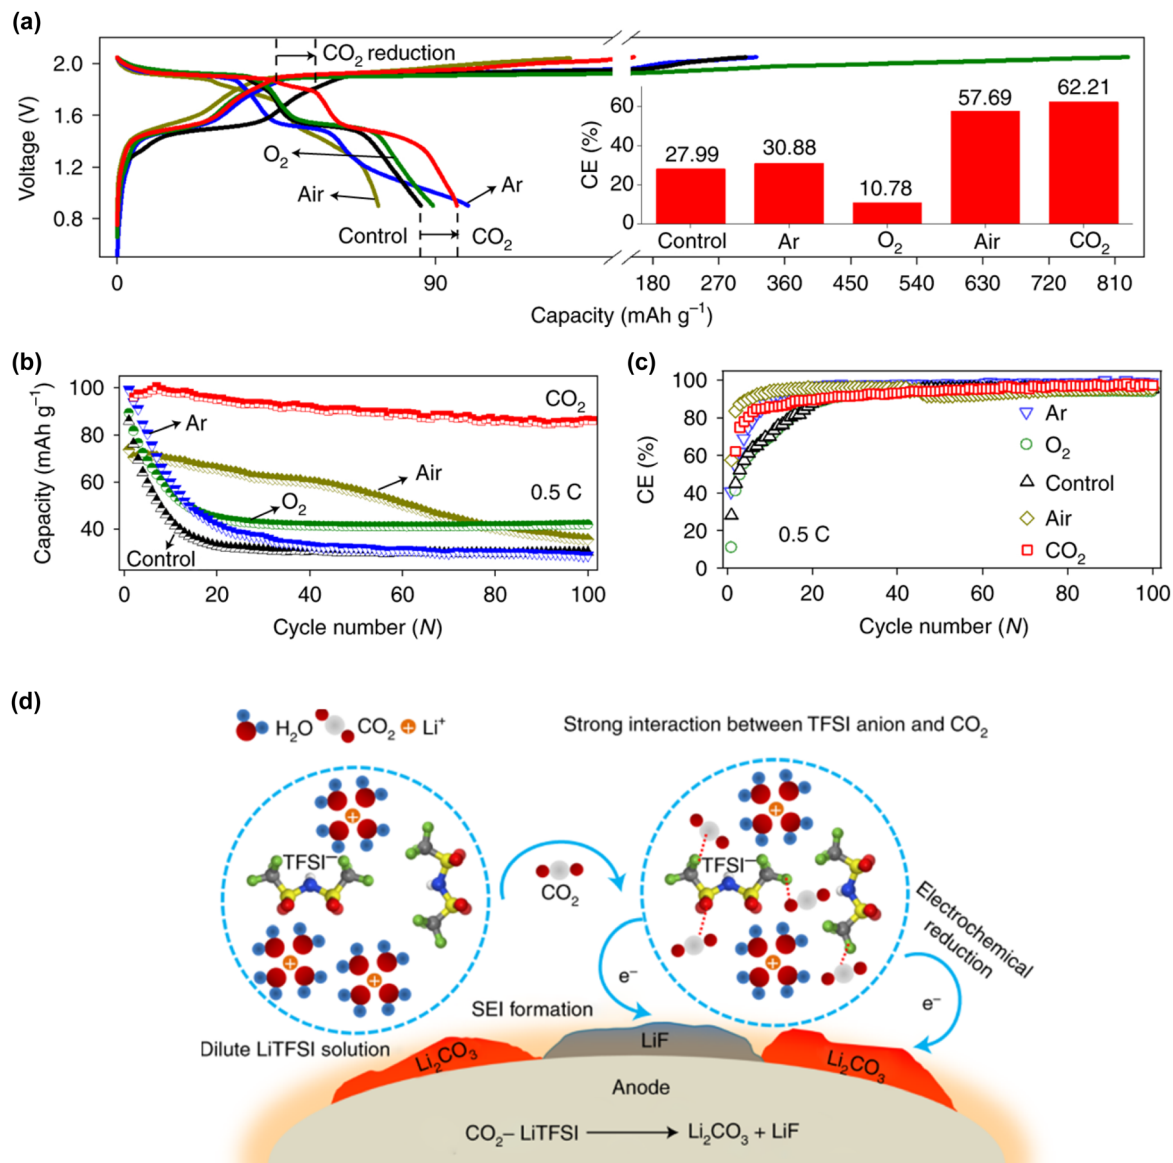 (a)
CO₂ reduction
2.0
1.6
1.2
0.8
Voltage (V)
O₂
Air
Ar
Control
CO₂
60
40
20
0
CE (%)
27.99
30.88
10.78
57.69
62.21
Control Ar O₂ Air CO₂
0 90 180 270 360 450 540 630 720 810
Capacity (mAh g⁻¹)
(b)
100
80
60
40
Capacity (mAh g⁻¹)
CO₂
Ar
Air
O₂
0.5 C
Control
0 20 40 60 80 100
Cycle number (N)
(c)
100
80
60
40
20
0
CE (%)
Ar
O₂
Control
Air
CO₂
0.5 C
0 20 40 60 80 100
Cycle number (N)
(d)
H₂O CO₂ + Li⁺
Strong interaction between TFSI anion and CO₂
+
TFSI⁻
+
+
CO₂
+
TFSI⁻
+
Electrochemical
reduction
e⁻
e⁻
SEI formation
Dilute LiTFSI solution
Li₂CO₃
LiF
Li₂CO₃
Anode
CO₂– LiTFSI → Li₂CO₃ + LiF